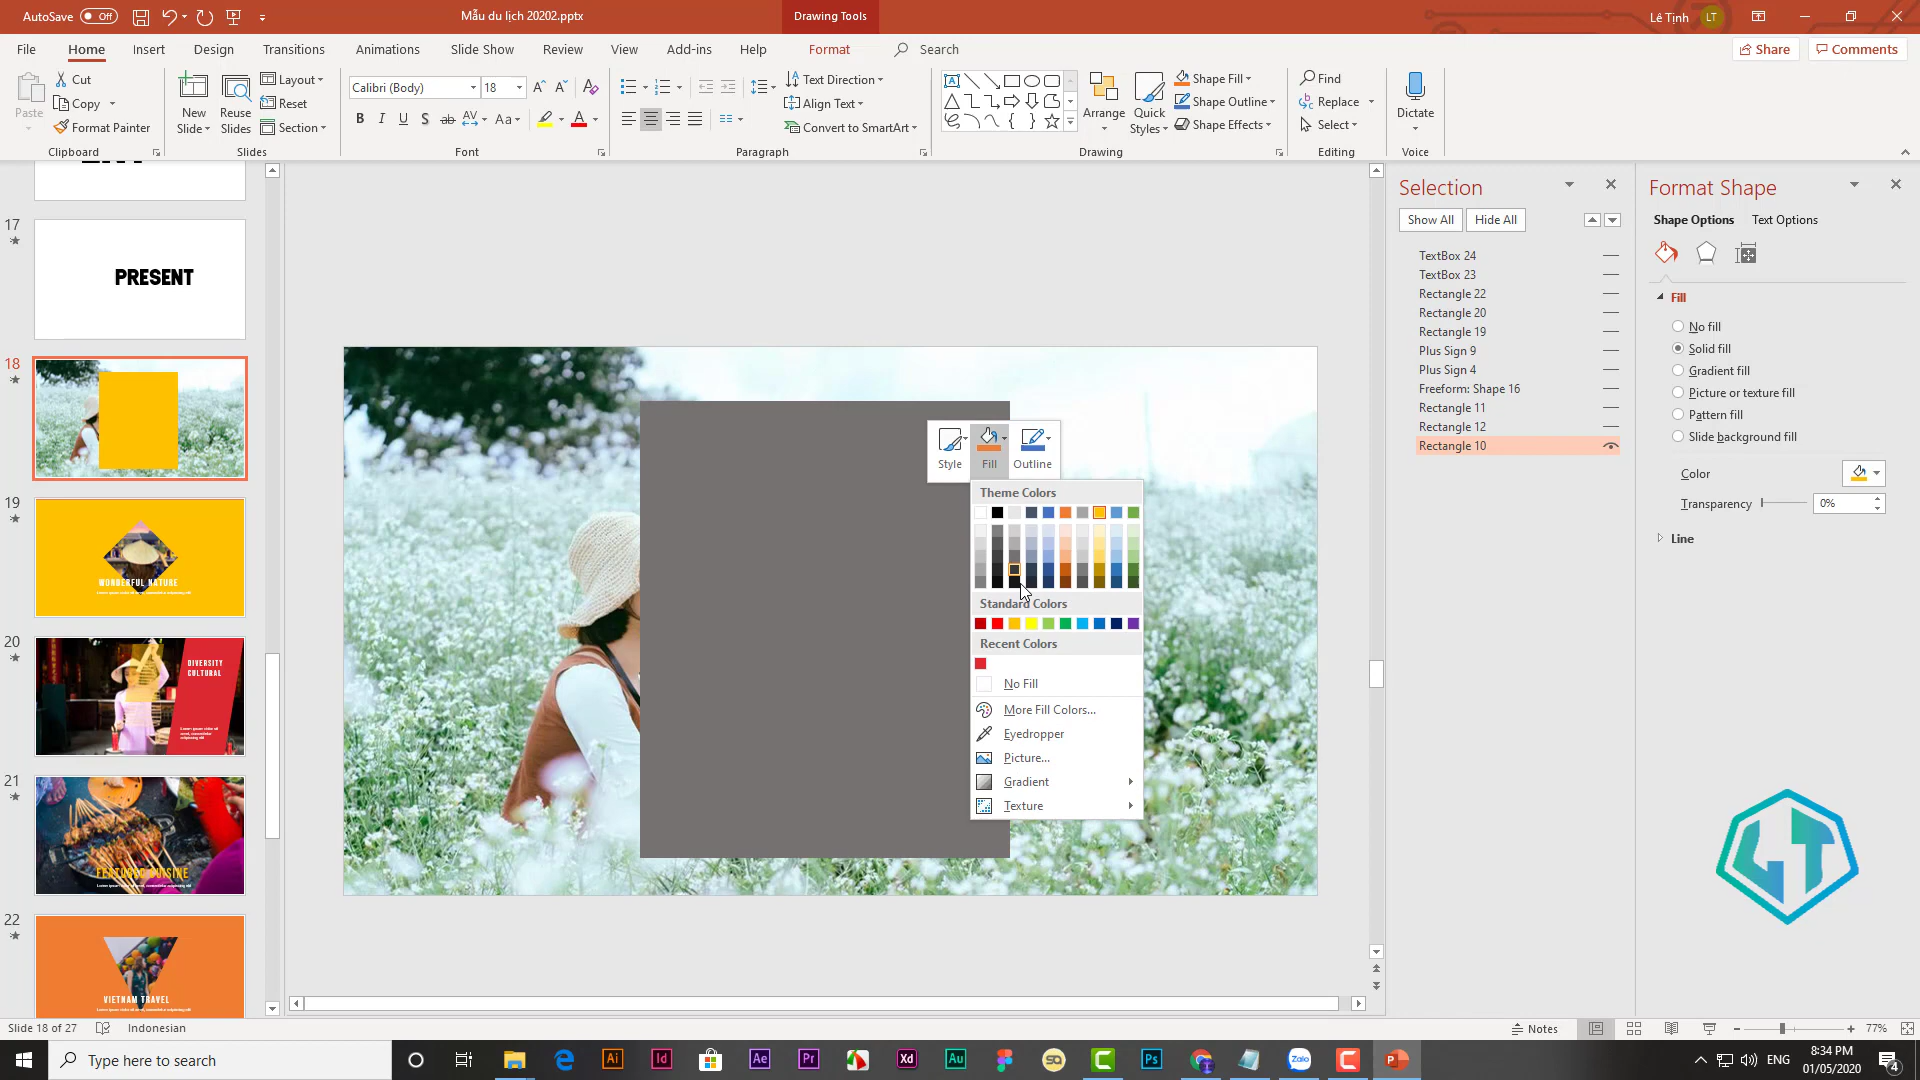 AutoSave Off
Mẫu du lịch 20202.pptx
Drawing Tools
Lê Tịnh LT
File Home Insert Design Transitions Animations Slide Show Review View Add-ins Help Format Search
Share Comments
Paste
Cut
Copy
Format Painter
Clipboard
New Slide
Reuse Slides
Layout
Reset
Section
Slides
Calibri (Body) 18
Font
Text Direction
Align Text
Convert to SmartArt
Paragraph
Arrange
Quick Styles
Shape Fill
Shape Outline
Shape Effects
Drawing
Find
Replace
Select
Editing
Dictate
Voice
17
PRESENT
18
19
WONDERFUL NATURE
20
DIVERSITY
CULTURAL
21
FEATURED CUISINE
22
VIETNAM TRAVEL
Style Fill Outline
Theme Colors
Standard Colors
Recent Colors
No Fill
More Fill Colors...
Eyedropper
Picture...
Gradient
Texture
Selection
Show All Hide All
TextBox 24
TextBox 23
Rectangle 22
Rectangle 20
Rectangle 19
Plus Sign 9
Plus Sign 4
Freeform: Shape 16
Rectangle 11
Rectangle 12
Rectangle 10
Format Shape
Shape Options Text Options
Fill
No fill
Solid fill
Gradient fill
Picture or texture fill
Pattern fill
Slide background fill
Color
Transparency 0%
Line
LT
Slide 18 of 27 Indonesian
Notes 77%
Type here to search
ENG
8:34 PM
01/05/2020
4